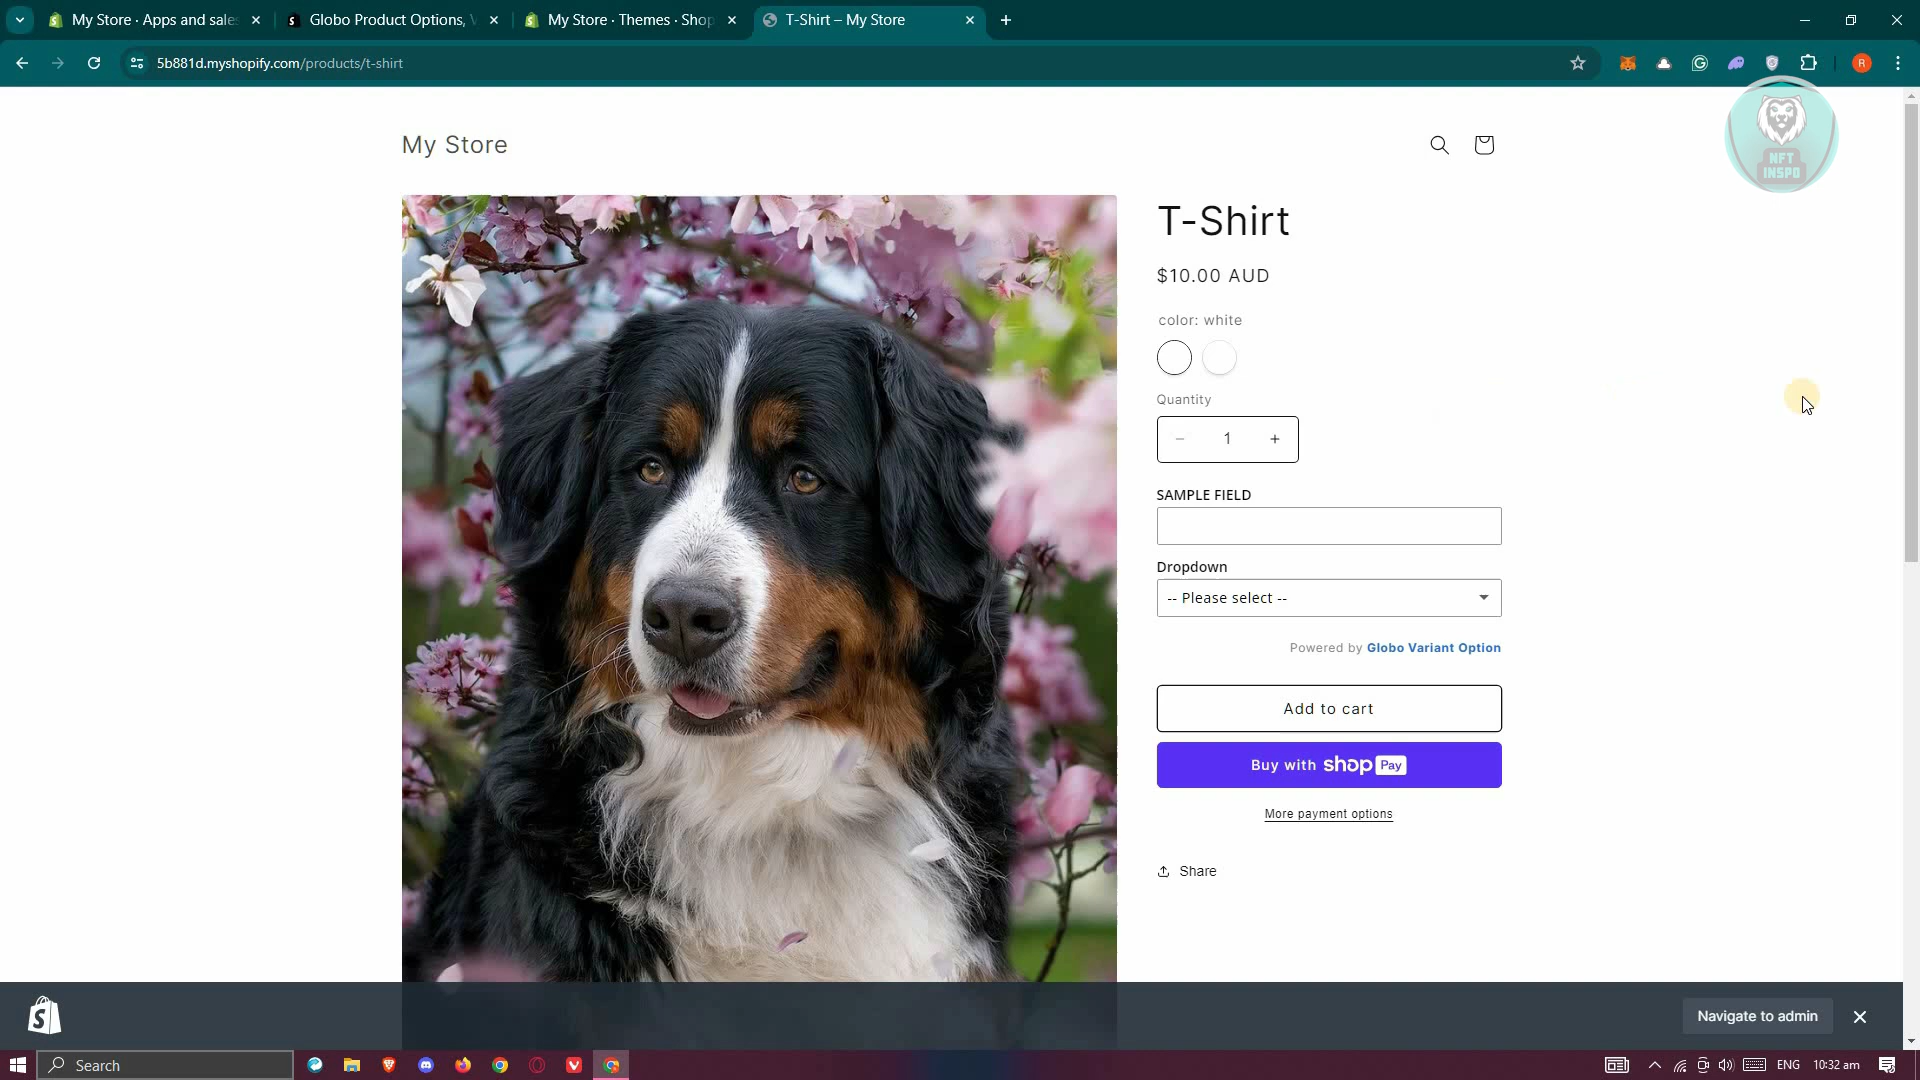 My Store · Apps and sales
Globo Product Options, V
My Store · Themes · Shop
T-Shirt – My Store
5b881d.myshopify.com/products/t-shirt
R
NFT
INSPO
My Store
T-Shirt
$10.00 AUD
color: white
Quantity
− 1 +
SAMPLE FIELD
Dropdown
-- Please select --
Powered by Globo Variant Option
Add to cart
Buy with shop Pay
More payment options
Share
Navigate to admin
Search
ENG
10:32 am